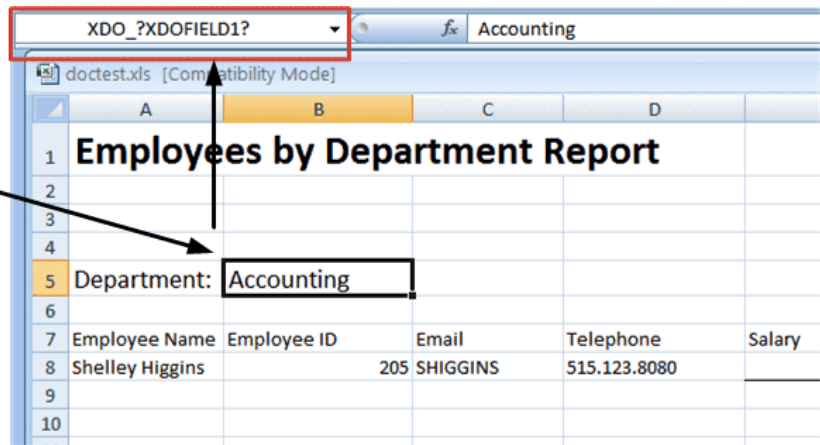 XDO_?XDOFIELD1? fx Accounting
doctest.xls [Compatibility Mode]
A B C D
1 Employees by Department Report
2
3
4
5 Department: Accounting
6
7 Employee Name Employee ID Email Telephone Salary
8 Shelley Higgins 205 SHIGGINS 515.123.8080
9
10